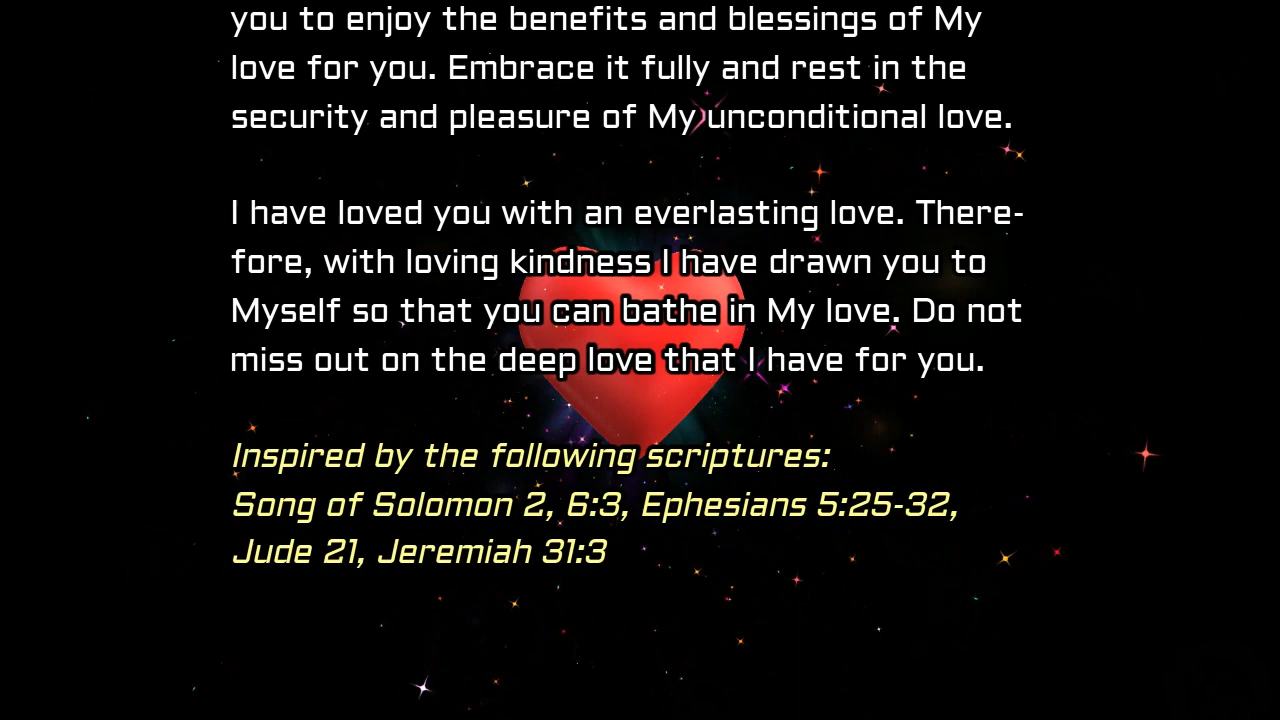 you to enjoy the benefits and blessings of My
love for you. Embrace it fully and rest in the
security and pleasure of My unconditional love.
I have loved you with an everlasting love. There-
fore, with loving kindness I have drawn you to
Myself so that you can bathe in My love. Do not
miss out on the deep love that I have for you.
Inspired by the following scriptures:
Song of Solomon 2, 6:3, Ephesians 5:25-32,
Jude 21, Jeremiah 31:3